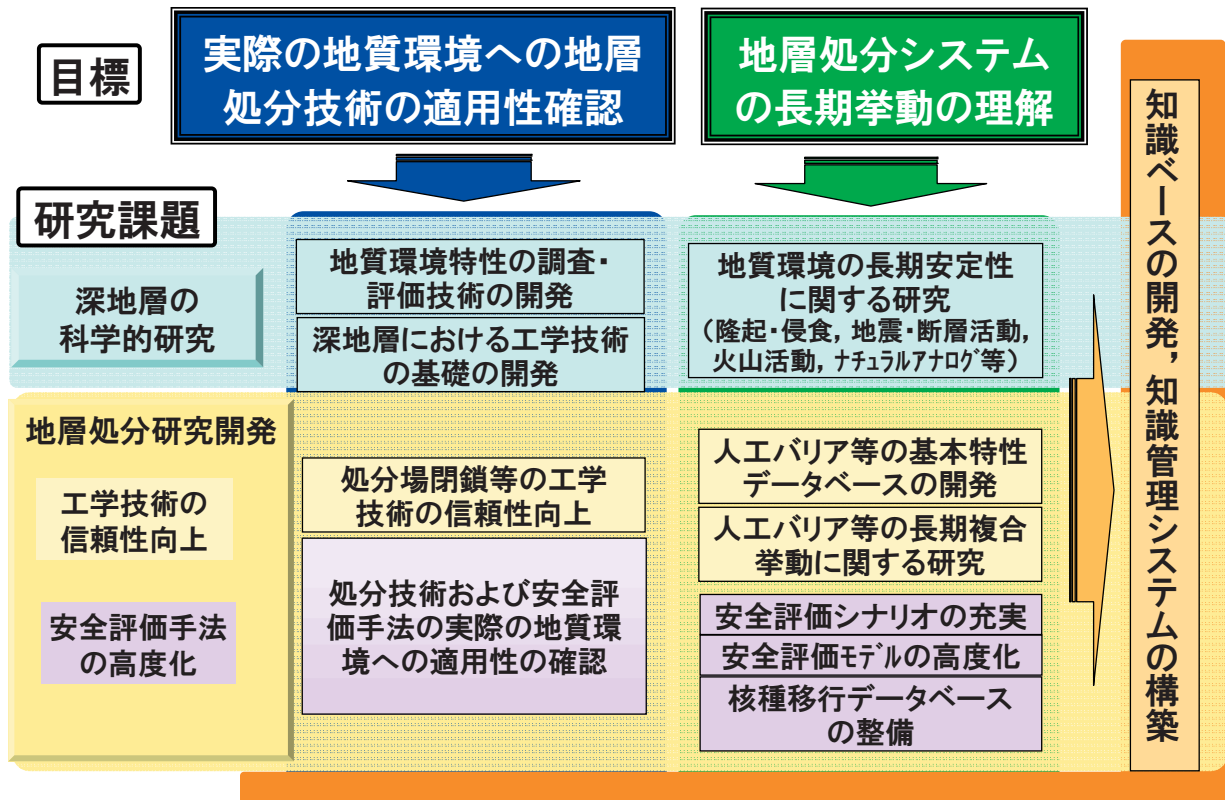 目標
実際の地質環境への地層
処分技術の適用性確認
地層処分システム
の長期挙動の理解
研究課題
深地層の
科学的研究
地質環境特性の調査・
評価技術の開発
深地層における工学技術
の基礎の開発
地質環境の長期安定性
に関する研究
（隆起・侵食，地震・断層活動，
火山活動，ﾅﾁｭﾗﾙｱﾅﾛｸﾞ等）
地層処分研究開発
工学技術の
信頼性向上
安全評価手法
の高度化
処分場閉鎖等の工学
技術の信頼性向上
処分技術および安全評
価手法の実際の地質環
境への適用性の確認
人工バリア等の基本特性
データベースの開発
人工バリア等の長期複合
挙動に関する研究
安全評価シナリオの充実
安全評価ﾓﾃﾞﾙの高度化
核種移行データベース
の整備
知識ベースの開発，知識管理システムの構築